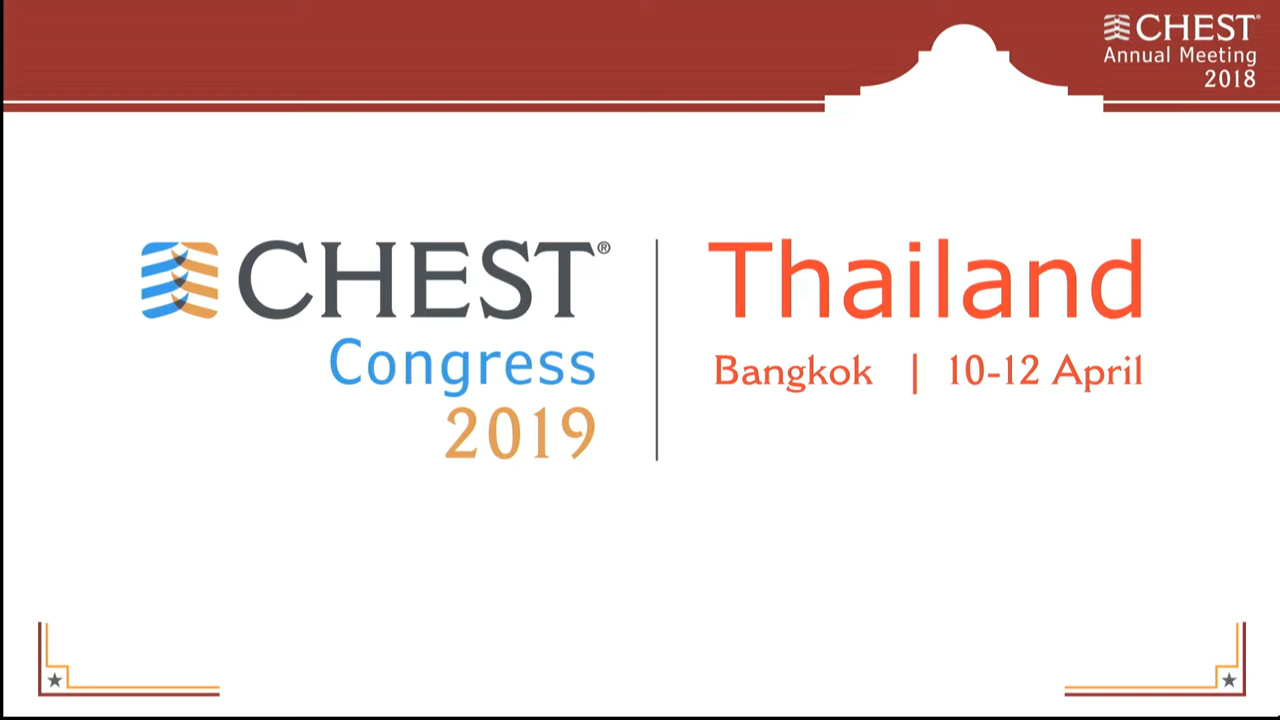 CHEST®
Annual Meeting
2018
CHEST®
Congress
2019
Thailand
Bangkok | 10-12 April